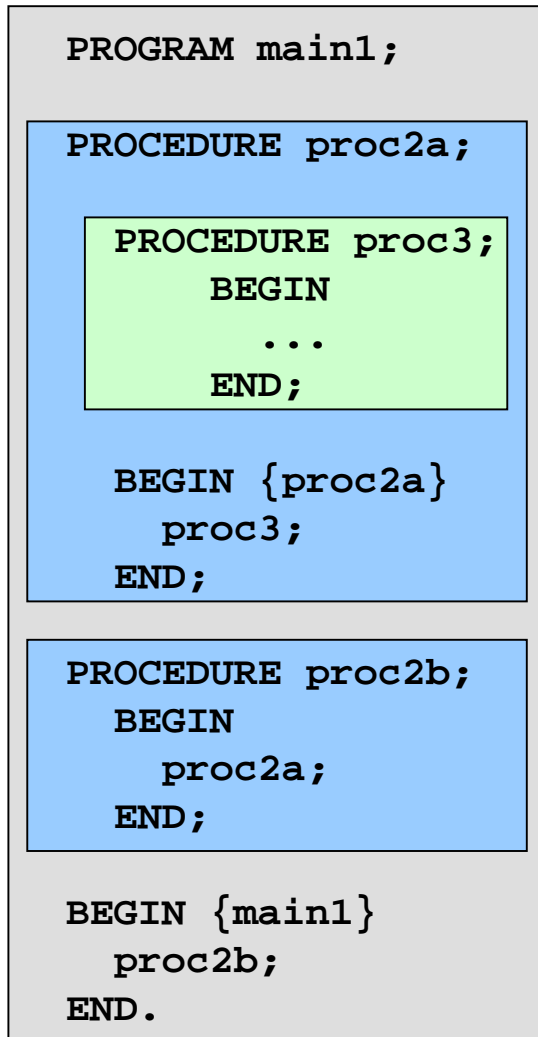 PROGRAM main1;
PROCEDURE proc2a;
PROCEDURE proc3;
BEGIN
...
END;
BEGIN {proc2a}
proc3;
END;
PROCEDURE proc2b;
BEGIN
proc2a;
END;
BEGIN {main1}
proc2b;
END.